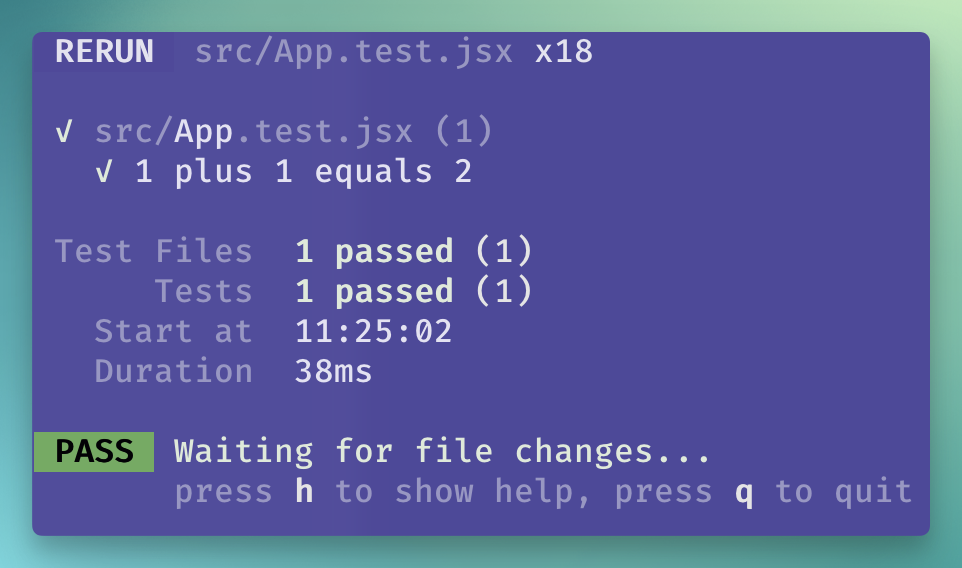 RERUN src/App.test.jsx x18
√ src/App.test.jsx (1)
√ 1 plus 1 equals 2
Test Files 1 passed (1)
Tests 1 passed (1)
Start at 11:25:02
Duration 38ms
PASS Waiting for file changes...
press h to show help, press q to quit